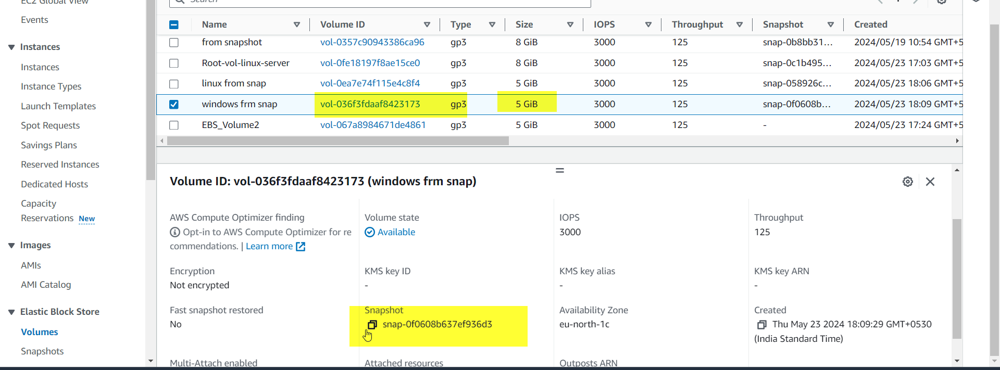 EC2 Global View
Events
Instances
Instances
Instance Types
Launch Templates
Spot Requests
Savings Plans
Reserved Instances
Dedicated Hosts
Capacity
Reservations New
Images
AMIs
AMI Catalog
Elastic Block Store
Volumes
Snapshots
Search
1
Name Volume ID Type Size IOPS Throughput Snapshot Created
from snapshot vol-0357c90943386ca96 gp3 8 GiB 3000 125 snap-0b8bb31... 2024/05/19 10:54 GMT+5
Root-vol-linux-server vol-0fe18197f8ae15ce0 gp3 8 GiB 3000 125 snap-0c1b495... 2024/05/23 17:03 GMT+5
linux from snap vol-0ea7e74f115e4c8f4 gp3 5 GiB 3000 125 snap-058926c... 2024/05/23 18:06 GMT+5
windows frm snap vol-036f3fdaaf8423173 gp3 5 GiB 3000 125 snap-0f0608b... 2024/05/23 18:09 GMT+5
EBS_Volume2 vol-067a8984671de4861 gp3 5 GiB 3000 125 - 2024/05/23 17:24 GMT+5
Volume ID: vol-036f3fdaaf8423173 (windows frm snap)
AWS Compute Optimizer finding
Opt-in to AWS Compute Optimizer for re
commendations. | Learn more
Volume state
Available
IOPS
3000
Throughput
125
Encryption
Not encrypted
KMS key ID
-
KMS key alias
-
KMS key ARN
-
Fast snapshot restored
No
Snapshot
snap-0f0608b637ef936d3
Availability Zone
eu-north-1c
Created
Thu May 23 2024 18:09:29 GMT+0530
(India Standard Time)
Multi-Attach enabled
Attached resources
Outposts ARN